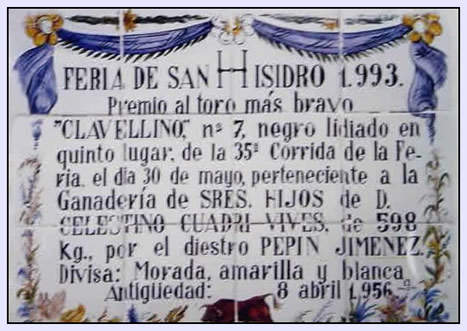 FERIA DE SAN ISIDRO 1.993.
Premio al toro más bravo
"CLAVELLINO," nº 7, negro lidiado en
quinto lugar, de la 35ª Corrida de la Fe-
ria, el día 30 de mayo, perteneciente a la
Ganadería de SRES. HIJOS de D.
CELESTINO CUADRI VIVES, de 598
Kg., por el diestro PEPIN JIMENEZ.
Divisa: Morada, amarilla y blanca
Antigüedad: 8 abril 1.956